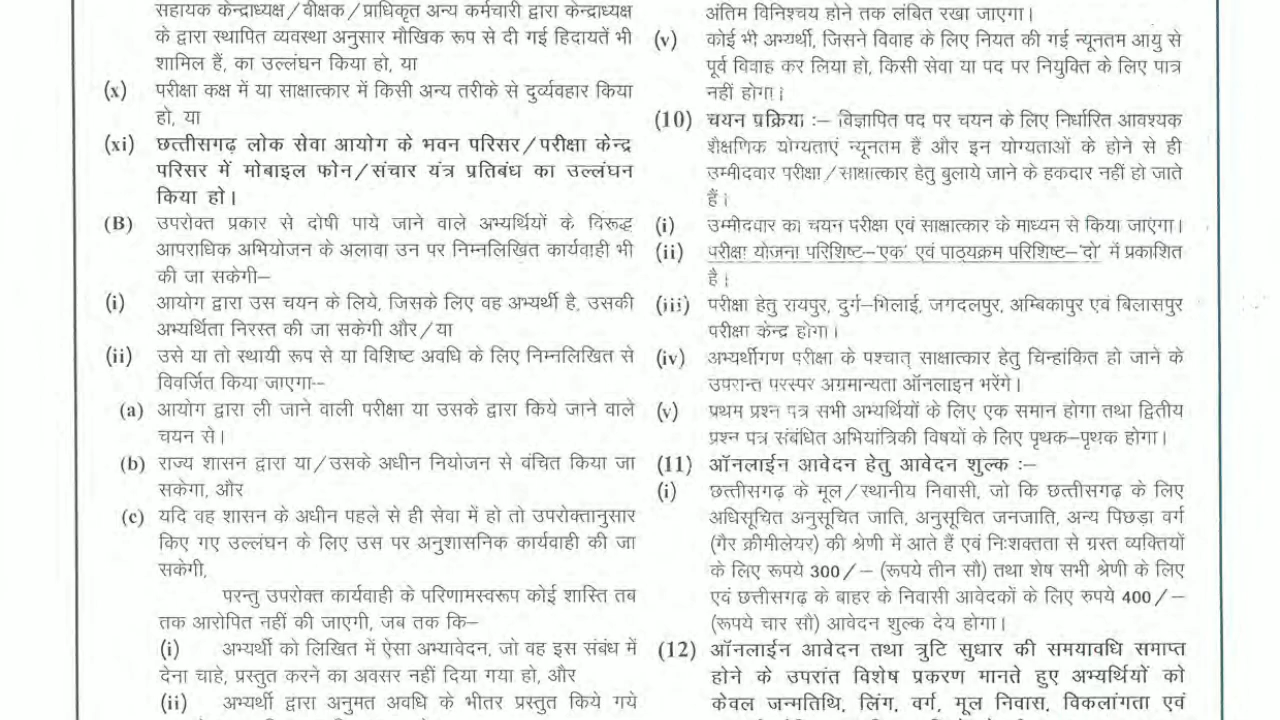 सहायक केन्द्राध्यक्ष/वीक्षक/प्राधिकृत अन्य कर्मचारी द्वारा केन्द्राध्यक्ष
के द्वारा स्थापित व्यवस्था अनुसार मौखिक रूप से दी गई हिदायतें भी
शामिल हैं, का उल्लंघन किया हो, या
(x) परीक्षा कक्ष में या साक्षात्कार में किसी अन्य तरीके से दुर्व्यवहार किया
हो, या
(xi) छत्तीसगढ़ लोक सेवा आयोग के भवन परिसर/परीक्षा केन्द्र
परिसर में मोबाइल फोन/संचार यंत्र प्रतिबंध का उल्लंघन
किया हो।
(B) उपरोक्त प्रकार से दोषी पाये जाने वाले अभ्यर्थियों के विरूद्ध
आपराधिक अभियोजन के अलावा उन पर निम्नलिखित कार्यवाही भी
की जा सकेगी–
(i) आयोग द्वारा उस चयन के लिये, जिसके लिए वह अभ्यर्थी है, उसकी
अभ्यर्थिता निरस्त की जा सकेगी और/या
(ii) उसे या तो स्थायी रूप से या विशिष्ट अवधि के लिए निम्नलिखित से
विवर्जित किया जाएगा--
(a) आयोग द्वारा ली जाने वाली परीक्षा या उसके द्वारा किये जाने वाले
चयन से।
(b) राज्य शासन द्वारा या/उसके अधीन नियोजन से वंचित किया जा
सकेगा, और
(c) यदि वह शासन के अधीन पहले से ही सेवा में हो तो उपरोक्तानुसार
किए गए उल्लंघन के लिए उस पर अनुशासनिक कार्यवाही की जा
सकेगी,
परन्तु उपरोक्त कार्यवाही के परिणामस्वरूप कोई शास्ति तब
तक आरोपित नहीं की जाएगी, जब तक कि–
(i) अभ्यर्थी को लिखित में ऐसा अभ्यावेदन, जो वह इस संबंध में
देना चाहे, प्रस्तुत करने का अवसर नहीं दिया गया हो, और
(ii) अभ्यर्थी द्वारा अनुमत अवधि के भीतर प्रस्तुत किये गये
अंतिम विनिश्चय होने तक लंबित रखा जाएगा।
(v) कोई भी अभ्यर्थी, जिसने विवाह के लिए नियत की गई न्यूनतम आयु से
पूर्व विवाह कर लिया हो, किसी सेवा या पद पर नियुक्ति के लिए पात्र
नहीं होगा।
(10) चयन प्रक्रिया :– विज्ञापित पद पर चयन के लिए निर्धारित आवश्यक
शैक्षणिक योग्यताएं न्यूनतम हैं और इन योग्यताओं के होने से ही
उम्मीदवार परीक्षा/साक्षात्कार हेतु बुलाये जाने के हकदार नहीं हो जाते
हैं।
(i) उम्मीदवार का चयन परीक्षा एवं साक्षात्कार के माध्यम से किया जाएगा।
(ii) परीक्षा योजना परिशिष्ट–'एक' एवं पाठ्यक्रम परिशिष्ट–'दो' में प्रकाशित
है।
(iii) परीक्षा हेतु रायपुर, दुर्ग–भिलाई, जगदलपुर, अम्बिकापुर एवं बिलासपुर
परीक्षा केन्द्र होगा।
(iv) अभ्यर्थीगण परीक्षा के पश्चात् साक्षात्कार हेतु चिन्हांकित हो जाने के
उपरान्त परस्पर अग्रमान्यता ऑनलाइन भरेंगे।
(v) प्रथम प्रश्न पत्र सभी अभ्यर्थियों के लिए एक समान होगा तथा द्वितीय
प्रश्न पत्र संबंधित अभियांत्रिकी विषयों के लिए पृथक–पृथक होगा।
(11) ऑनलाईन आवेदन हेतु आवेदन शुल्क :–
(i) छत्तीसगढ़ के मूल/स्थानीय निवासी, जो कि छत्तीसगढ़ के लिए
अधिसूचित अनुसूचित जाति, अनुसूचित जनजाति, अन्य पिछड़ा वर्ग
(गैर क्रीमीलेयर) की श्रेणी में आते हैं एवं निःशक्तता से ग्रस्त व्यक्तियों
के लिए रूपये 300/– (रूपये तीन सौ) तथा शेष सभी श्रेणी के लिए
एवं छत्तीसगढ़ के बाहर के निवासी आवेदकों के लिए रुपये 400/–
(रूपये चार सौ) आवेदन शुल्क देय होगा।
(12) ऑनलाईन आवेदन तथा त्रुटि सुधार की समयावधि समाप्त
होने के उपरांत विशेष प्रकरण मानते हुए अभ्यर्थियों को
केवल जन्मतिथि, लिंग, वर्ग, मूल निवास, विकलांगता एवं